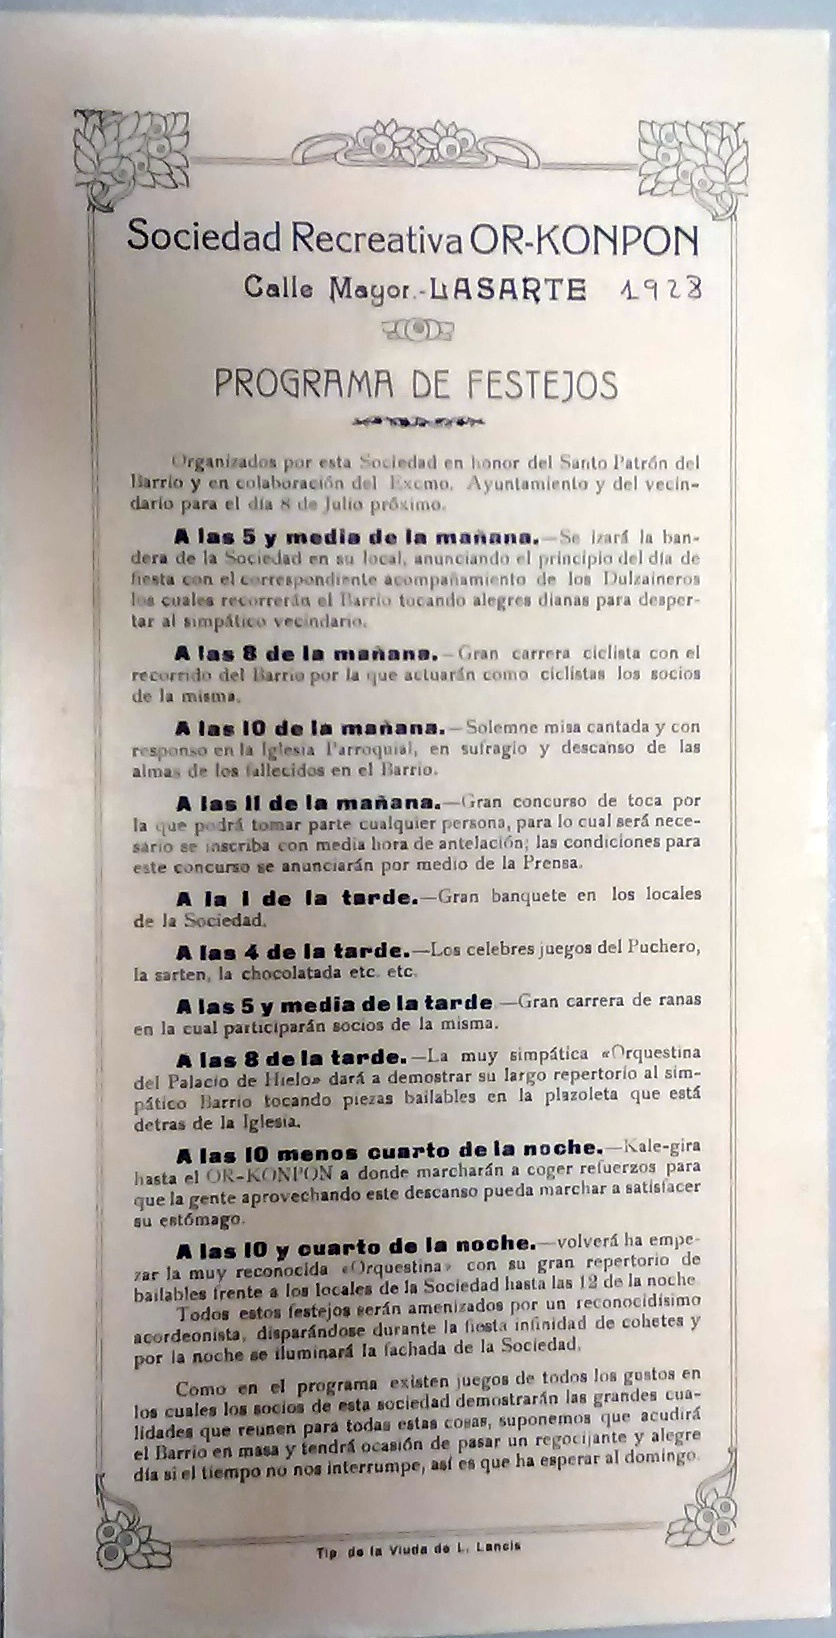 Sociedad Recreativa OR-KONPON
Calle Mayor.-LASARTE 1928
PROGRAMA DE FESTEJOS
Organizados por esta Sociedad en honor del Santo Patrón del
Barrio y en colaboración del Excmo. Ayuntamiento y del vecin-
dario para el día 8 de Julio próximo.
A las 5 y media de la mañana.—Se izará la ban-
dera de la Sociedad en su local, anunciando el principio del día de
fiesta con el correspondiente acompañamiento de los Dulzaineros
los cuales recorrerán el Barrio tocando alegres dianas para desper-
tar al simpático vecindario.
A las 8 de la mañana.—Gran carrera ciclista con el
recorrido del Barrio por la que actuarán como ciclistas los socios
de la misma.
A las 10 de la mañana.—Solemne misa cantada y con
responso en la Iglesia Parroquial, en sufragio y descanso de las
almas de los fallecidos en el Barrio.
A las 11 de la mañana.—Gran concurso de toca por
la que podrá tomar parte cualquier persona, para lo cual será nece-
sario se inscriba con media hora de antelación; las condiciones para
este concurso se anunciarán por medio de la Prensa.
A la 1 de la tarde.—Gran banquete en los locales
de la Sociedad.
A las 4 de la tarde.—Los celebres juegos del Puchero,
la sarten, la chocolatada etc. etc.
A las 5 y media de la tarde—Gran carrera de ranas
en la cual participarán socios de la misma.
A las 8 de la tarde.—La muy simpática «Orquestina
del Palacio de Hielo» dará a demostrar su largo repertorio al sim-
pático Barrio tocando piezas bailables en la plazoleta que está
detras de la Iglesia.
A las 10 menos cuarto de la noche.—Kale-gira
hasta el OR-KONPON a donde marcharán a coger refuerzos para
que la gente aprovechando este descanso pueda marchar a satisfacer
su estómago.
A las 10 y cuarto de la noche.—volverá ha empe-
zar la muy reconocida «Orquestina» con su gran repertorio de
bailables frente a los locales de la Sociedad hasta las 12 de la noche
Todos estos festejos serán amenizados por un reconocidísimo
acordeonista, disparándose durante la fiesta infinidad de cohetes y
por la noche se iluminará la fachada de la Sociedad.
Como en el programa existen juegos de todos los gustos en
los cuales los socios de esta sociedad demostrarán las grandes cua-
lidades que reunen para todas estas cosas, suponemos que acudirá
el Barrio en masa y tendrá ocasión de pasar un regocijante y alegre
día si el tiempo no nos interrumpe, así es que ha esperar al domingo
Tip. de la Viuda de L. Lancis